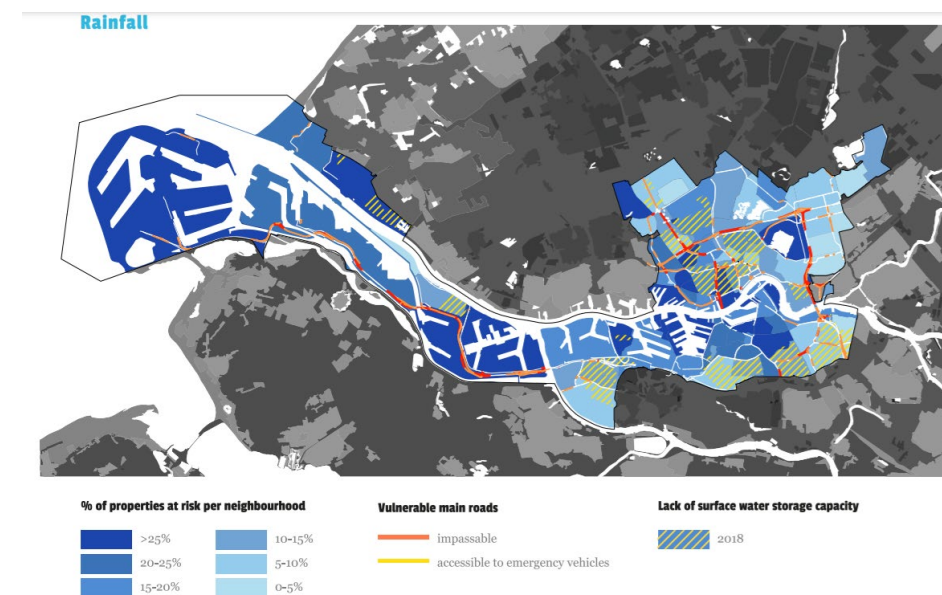 Rainfall
% of properties at risk per neighbourhood
>25%
20-25%
15-20%
10-15%
5-10%
0-5%
Vulnerable main roads
impassable
accessible to emergency vehicles
Lack of surface water storage capacity
2018